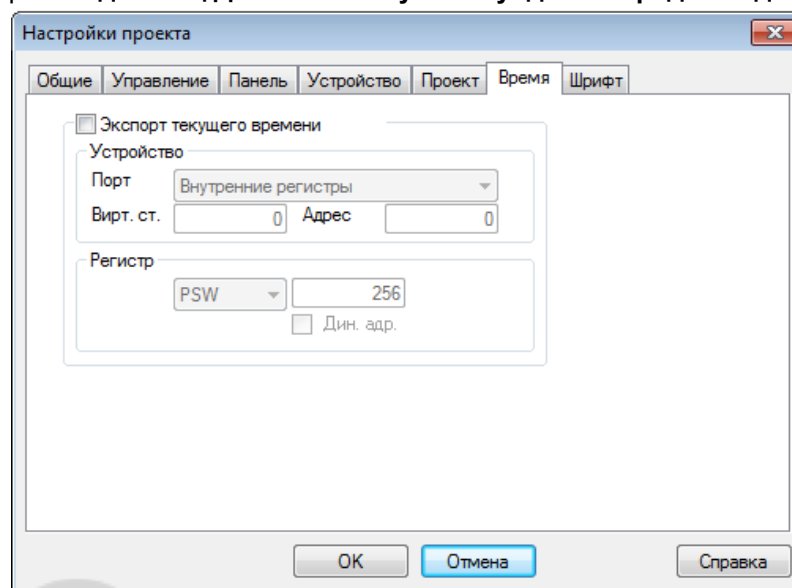 Настройки проекта
Общие Управление Панель Устройство Проект Время Шрифт
Экспорт текущего времени
Устройство
Порт Внутренние регистры
Вирт. ст. 0 Адрес 0
Регистр
PSW 256
Дин. адр.
OK Отмена Справка